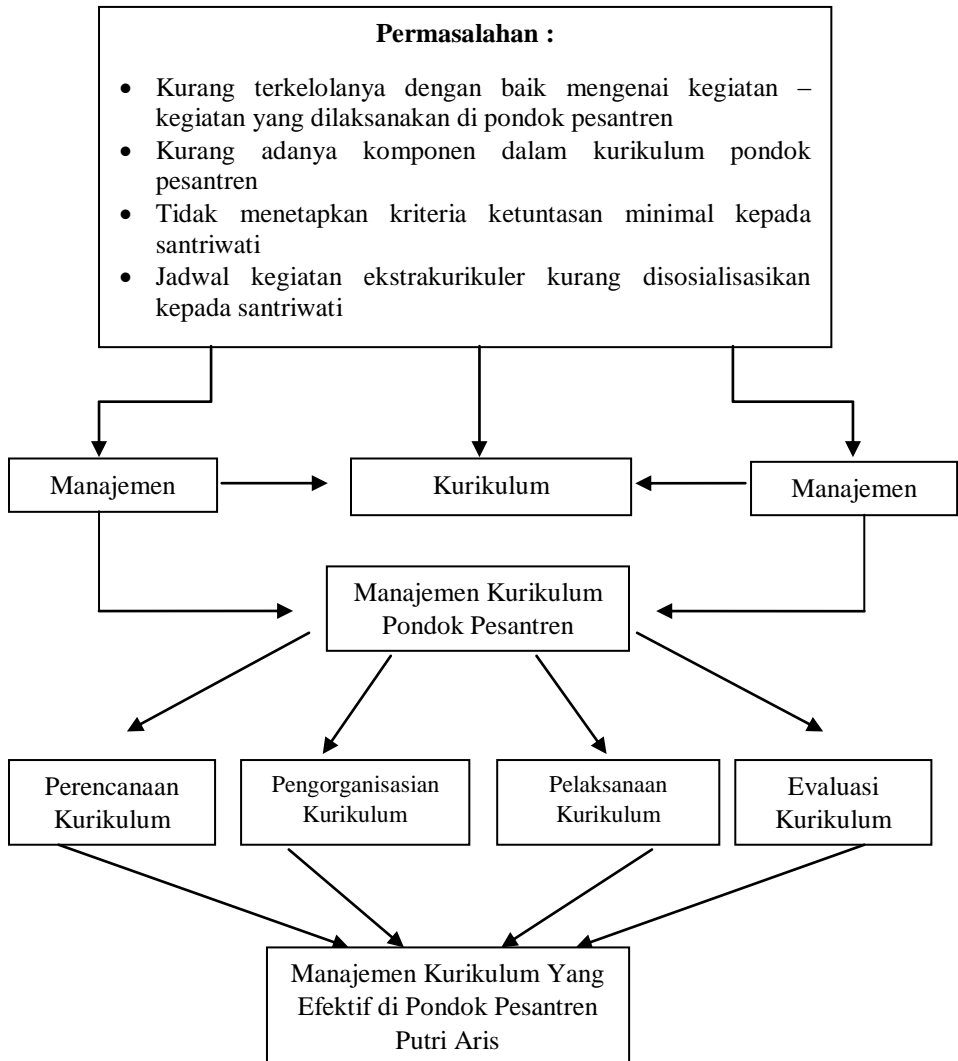 Permasalahan :
• Kurang terkelolanya dengan baik mengenai kegiatan –
kegiatan yang dilaksanakan di pondok pesantren
• Kurang adanya komponen dalam kurikulum pondok
pesantren
• Tidak menetapkan kriteria ketuntasan minimal kepada
santriwati
• Jadwal kegiatan ekstrakurikuler kurang disosialisasikan
kepada santriwati
Manajemen
Kurikulum
Manajemen
Manajemen Kurikulum
Pondok Pesantren
Perencanaan
Kurikulum
Pengorganisasian
Kurikulum
Pelaksanaan
Kurikulum
Evaluasi
Kurikulum
Manajemen Kurikulum Yang
Efektif di Pondok Pesantren
Putri Aris